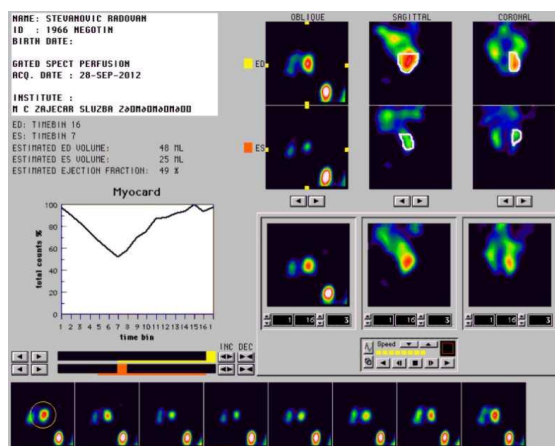 NAME: STEVANOVIC RADOVAN
ID : 1966 NEGOTIN
BIRTH DATE:
GATED SPECT PERFUSION
ACQ. DATE : 28-SEP-2012
INSTITUTE :
M C ZAJECAR SLUZBA
ED: TIMEBIN 16
ES: TIMEBIN 7
ESTIMATED ED VOLUME: 48 ML
ESTIMATED ES VOLUME: 25 ML
ESTIMATED EJECTION FRACTION: 49 %
OBLIQUE SAGITTAL CORONAL
ED
ES
Myocard
total counts %
100
80
60
40
20
0
1 2 3 4 5 6 7 8 9 10 11 12 13 14 15 16 1
time bin
INC DEC
1 16 3 1 16 3 1 16 3
Speed